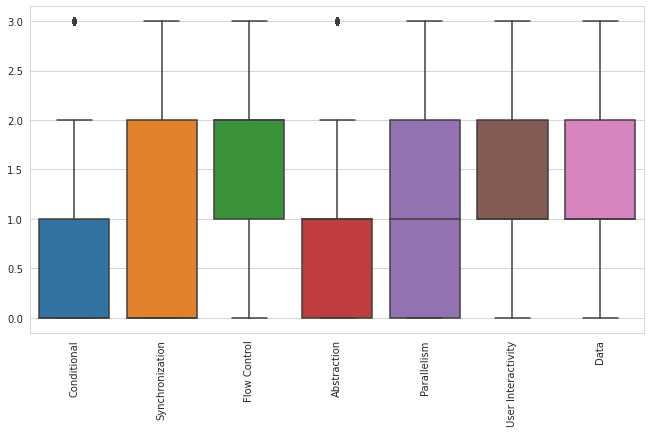 3.0
2.5
2.0
1.5
1.0
0.5
0.0
Conditional
Synchronization
Flow Control
Abstraction
Parallelism
User Interactivity
Data